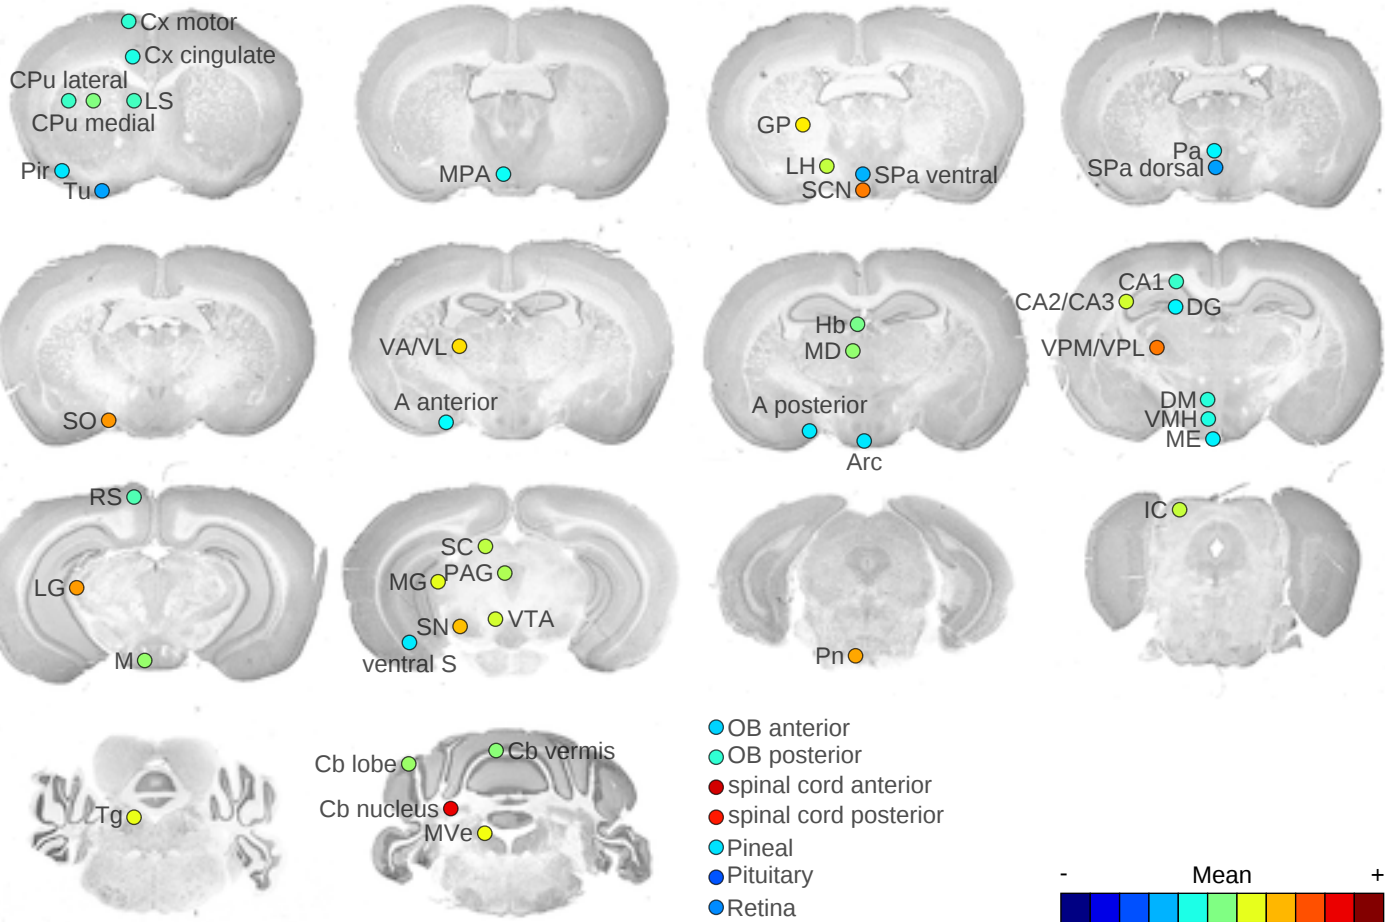 Cx motor
Cx cingulate
CPu lateral
LS
CPu medial
Pir
Tu
MPA
GP
LH
SPa ventral
SCN
Pa
SPa dorsal
SO
VA/VL
A anterior
Hb
MD
A posterior
Arc
CA1
CA2/CA3
DG
VPM/VPL
DM
VMH
ME
RS
LG
M
SC
PAG
MG
VTA
SN
ventral S
Pn
IC
Tg
Cb vermis
Cb lobe
Cb nucleus
MVe
OB anterior
OB posterior
spinal cord anterior
spinal cord posterior
Pineal
Pituitary
Retina
- Mean +